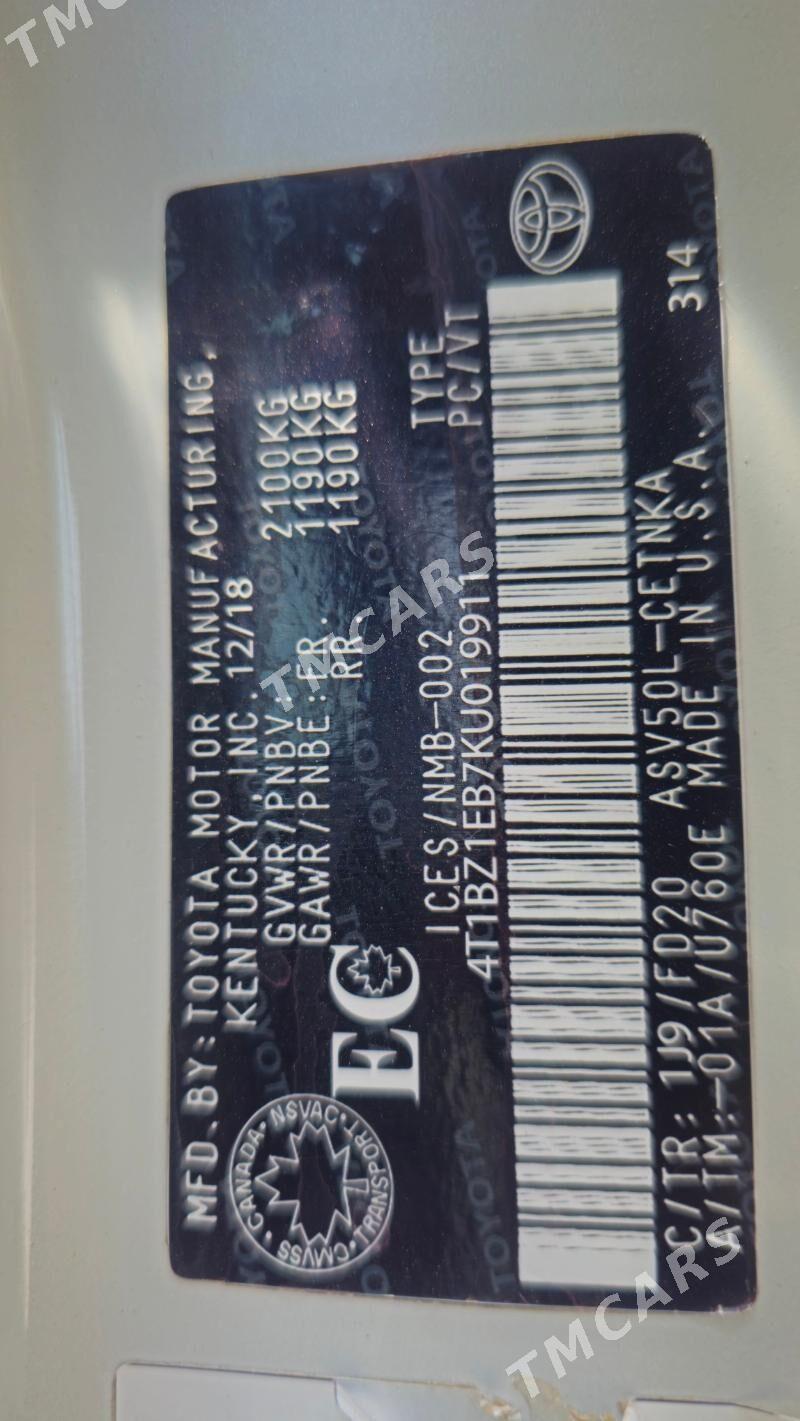 MFD.BY:TOYOTA MOTOR MANUFACTURING,
KENTUCKY,INC. 12/18
GVWR/PNBV: 2100KG
GAWR/PNBE:FR. 1190KG
RR. 1190KG
CANADA • NSVAC • TRANSPORT • CMVSS
EC
ICES/NMB-002 TYPE
4T1BZ1EB7KU019911 PC/VT
C/TR: 1J9/FD20 ASV50L-CETNKA
A/TM:-01A/U760E MADE IN U.S.A. 314
TMCARS
TMCARS